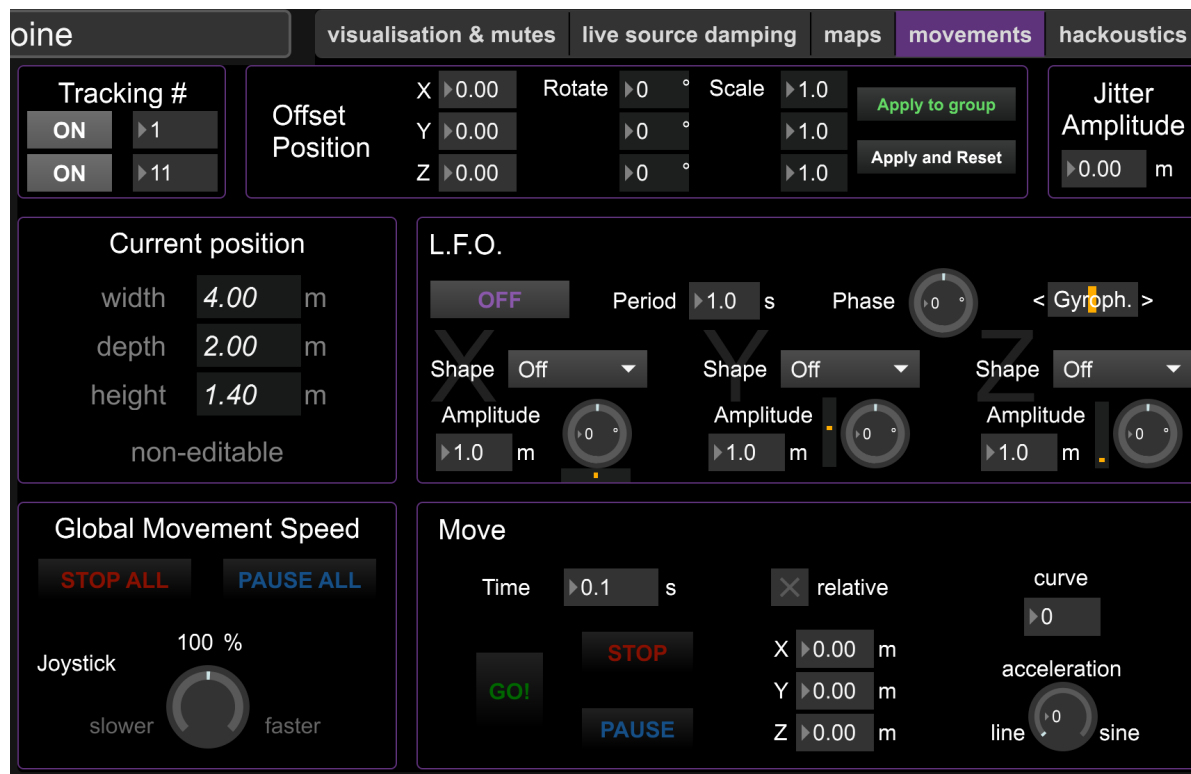 oine
visualisation & mutes live source damping maps movements hackoustics
Tracking #
ON 1
ON 11
Offset
Position
X 0.00 Rotate 0 ° Scale 1.0
Y 0.00 0 ° 1.0
Z 0.00 0 ° 1.0
Apply to group
Apply and Reset
Jitter
Amplitude
0.00 m
Current position
width 4.00 m
depth 2.00 m
height 1.40 m
non-editable
L.F.O.
OFF Period 1.0 s Phase 0 ° < Gyroph. >
X Y Z
Shape Off Shape Off Shape Off
Amplitude Amplitude Amplitude
1.0 m 0 ° 1.0 m 0 ° 1.0 m 0 °
Global Movement Speed
STOP ALL PAUSE ALL
100 %
Joystick
slower faster
Move
Time 0.1 s relative curve
0
GO! STOP
PAUSE
X 0.00 m
Y 0.00 m
Z 0.00 m
acceleration
0
line sine